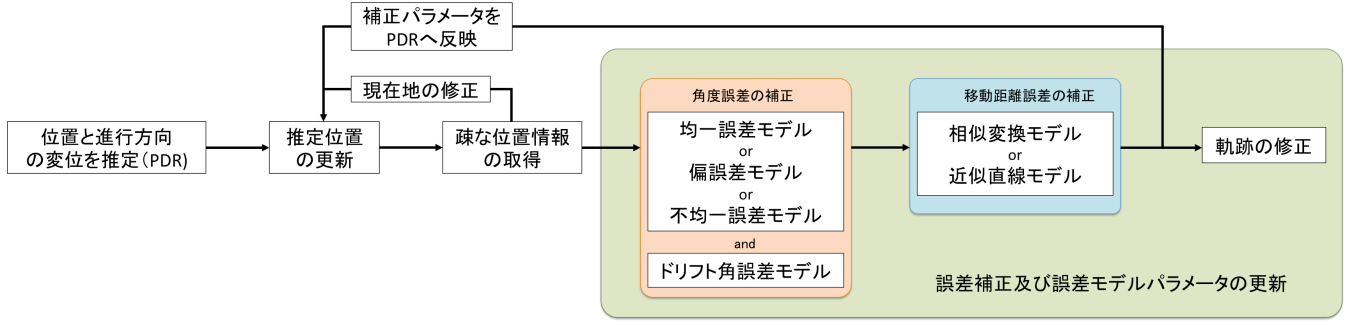 補正パラメータを
PDRへ反映
現在地の修正
位置と進行方向
の変位を推定(PDR)
推定位置
の更新
疎な位置情報
の取得
角度誤差の補正
均一誤差モデル
or
偏誤差モデル
or
不均一誤差モデル
and
ドリフト角誤差モデル
移動距離誤差の補正
相似変換モデル
or
近似直線モデル
軌跡の修正
誤差補正及び誤差モデルパラメータの更新